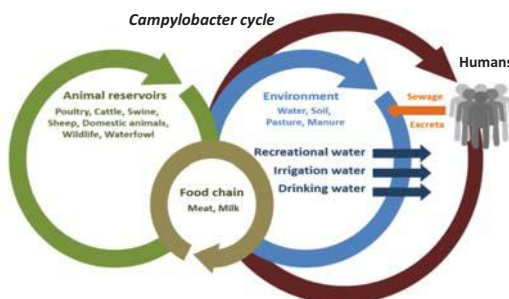 Campylobacter cycle
Humans
Animal reservoirs
Poultry, Cattle, Swine,
Sheep, Domestic animals,
Wildlife, Waterfowl
Environment
Water, Soil,
Pasture, Manure
Sewage
Excreta
Recreational water
Irrigation water
Drinking water
Food chain
Meat, Milk